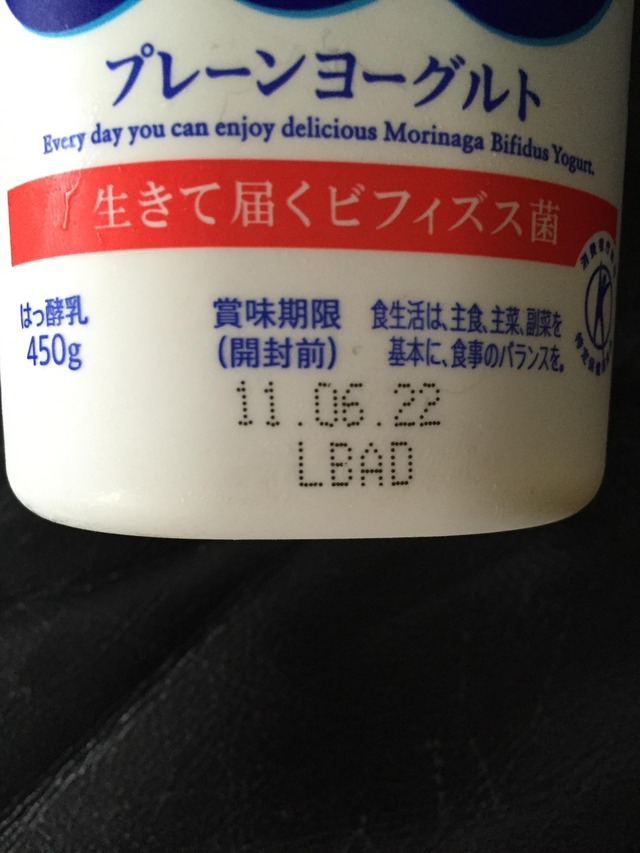 プレーンヨーグルト
Every day you can enjoy delicious Morinaga Bifidus Yogurt.
生きて届くビフィズス菌
はっ酵乳
450g
賞味期限
(開封前)
食生活は、主食、主菜、副菜を
基本に、食事のバランスを。
11.06.22
LBAD